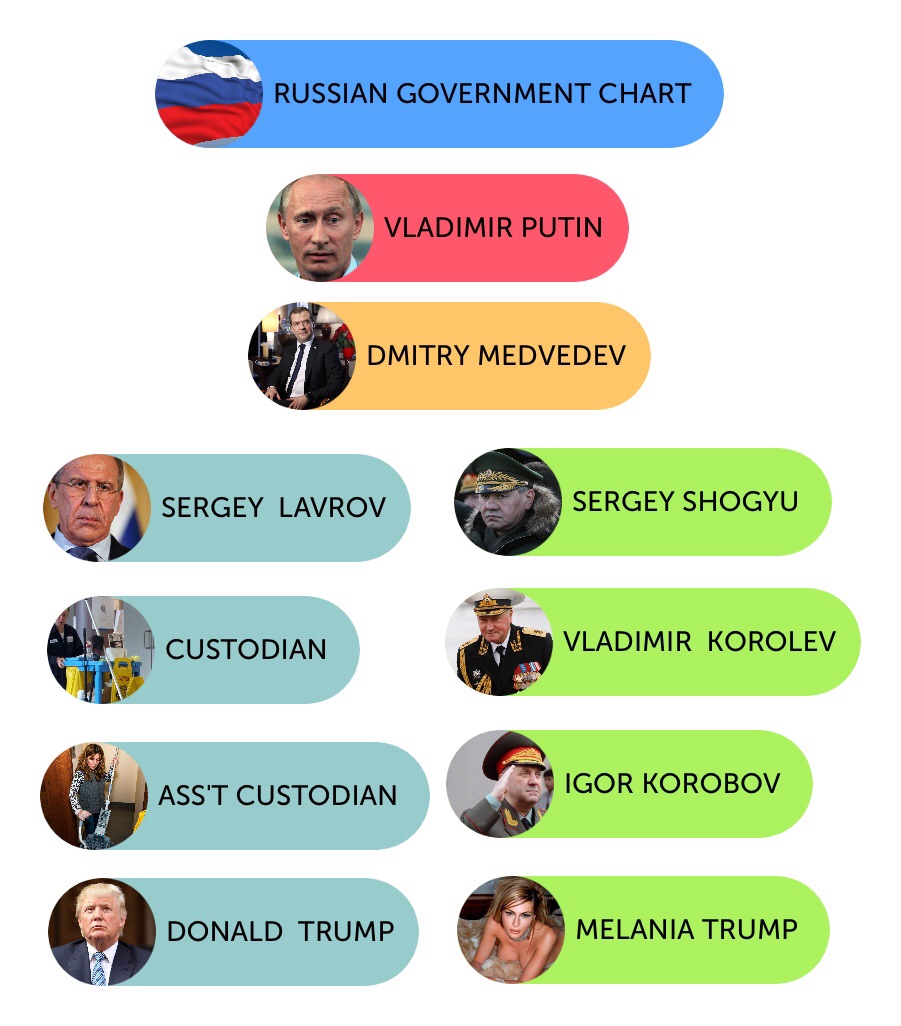 RUSSIAN GOVERNMENT CHART
VLADIMIR PUTIN
DMITRY MEDVEDEV
SERGEY LAVROV
SERGEY SHOGYU
CUSTODIAN
VLADIMIR KOROLEV
ASS'T CUSTODIAN
IGOR KOROBOV
DONALD TRUMP
MELANIA TRUMP